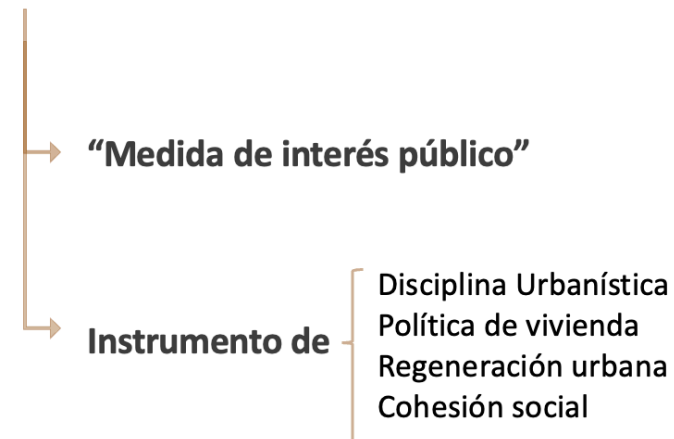 “Medida de interés público”
Instrumento de
Disciplina Urbanística
Política de vivienda
Regeneración urbana
Cohesión social